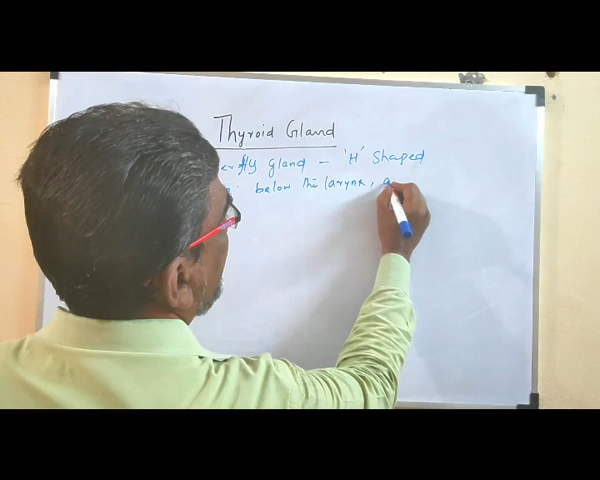 Thyroid Gland
gland - 'H' Shaped
below the larynx,